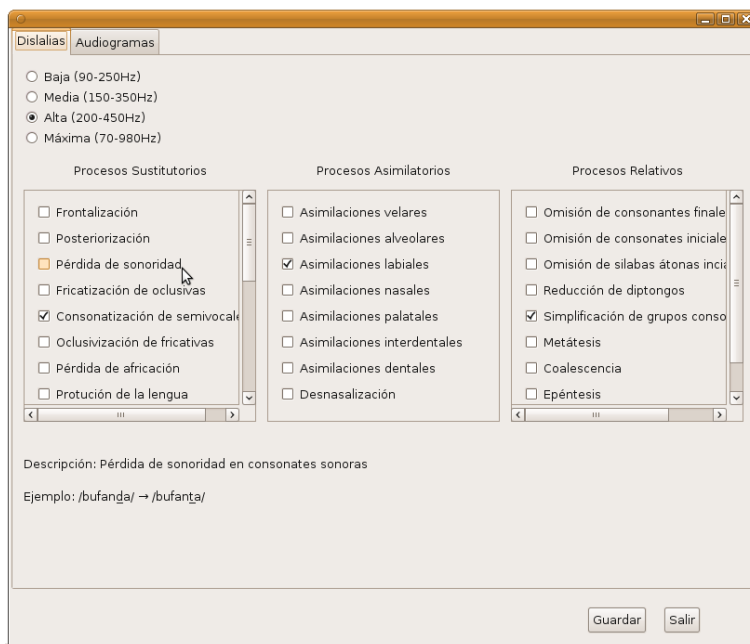 Dislalias Audiogramas
Baja (90-250Hz)
Media (150-350Hz)
Alta (200-450Hz)
Máxima (70-980Hz)
Procesos Sustitutorios
Frontalización
Posteriorización
Pérdida de sonoridad
Fricatización de oclusivas
Consonatización de semivocale
Oclusivización de fricativas
Pérdida de africación
Protución de la lengua
Procesos Asimilatorios
Asimilaciones velares
Asimilaciones alveolares
Asimilaciones labiales
Asimilaciones nasales
Asimilaciones palatales
Asimilaciones interdentales
Asimilaciones dentales
Desnasalización
Procesos Relativos
Omisión de consonantes finale
Omisión de consonates iniciale
Omisión de silabas átonas incia
Reducción de diptongos
Simplificación de grupos conso
Metátesis
Coalescencia
Epéntesis
Descripción: Pérdida de sonoridad en consonates sonoras
Ejemplo: /bufanda/ → /bufanta/
Guardar Salir